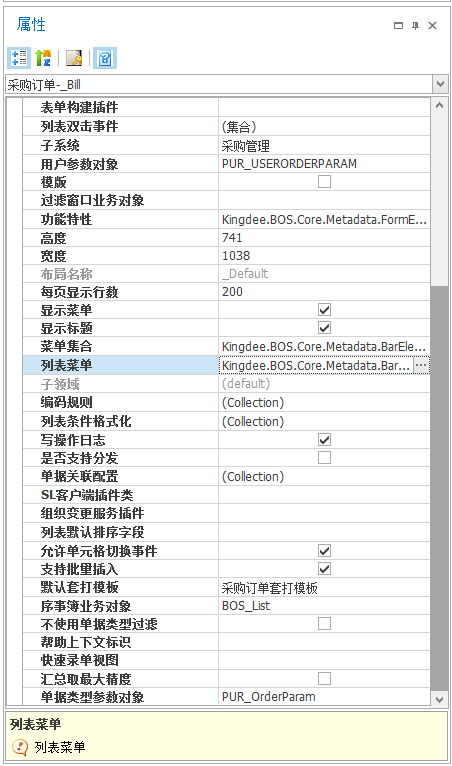 属性
采购订单-_Bill
表单构建插件
列表双击事件 (集合)
子系统 采购管理
用户参数对象 PUR_USERORDERPARAM
模版
过滤窗口业务对象
功能特性 Kingdee.BOS.Core.Metadata.FormE...
高度 741
宽度 1038
布局名称 _Default
每页显示行数 200
显示菜单
显示标题
菜单集合 Kingdee.BOS.Core.Metadata.BarEle...
列表菜单 Kingdee.BOS.Core.Metadata.Bar... ...
子领域 (default)
编码规则 (Collection)
列表条件格式化 (Collection)
写操作日志
是否支持分发
单据关联配置 (Collection)
SL客户端插件类
组织变更服务插件
列表默认排序字段
允许单元格切换事件
支持批量插入
默认套打模板 采购订单套打模板
序事簿业务对象 BOS_List
不使用单据类型过滤
帮助上下文标识
快速录单视图
汇总取最大精度
单据类型参数对象 PUR_OrderParam
列表菜单
列表菜单